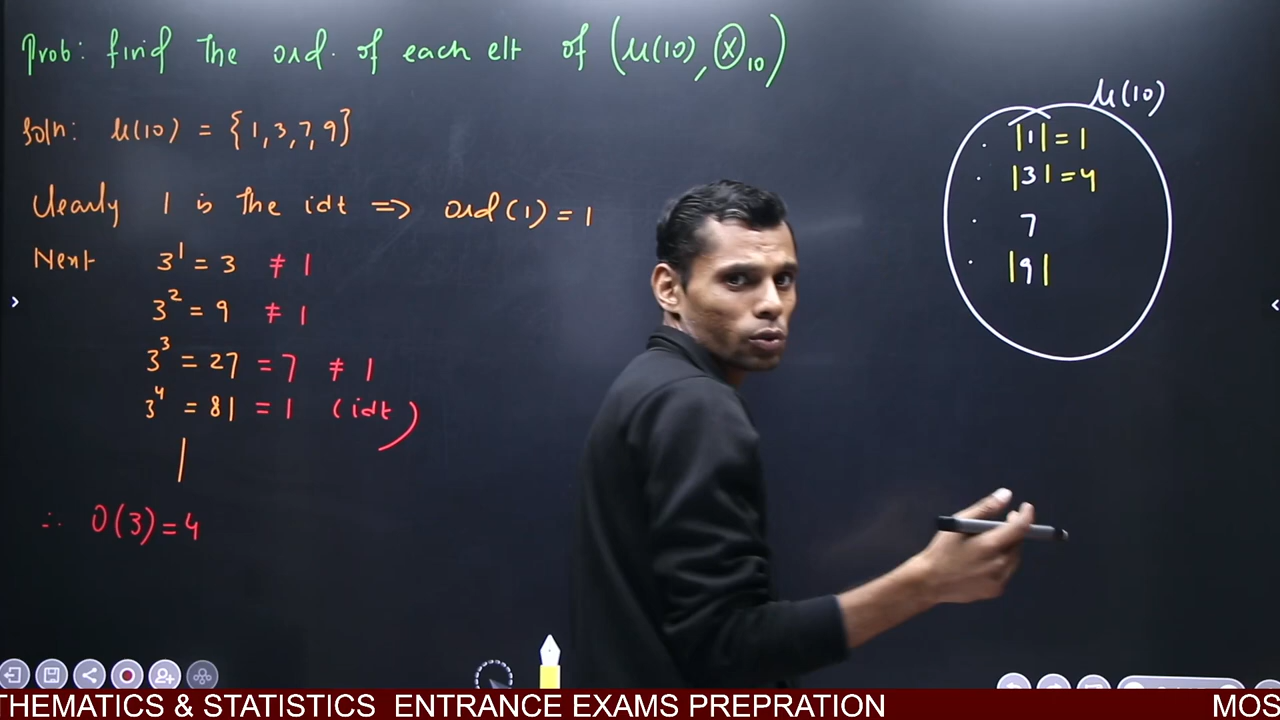 Prob: find the ord. of each elt of (U(10), ⊗₁₀)
Soln: U(10) = {1,3,7,9}
Clearly 1 is the idt => ord(1) = 1
Next 3¹ = 3 ≠ 1
3² = 9 ≠ 1
3³ = 27 = 7 ≠ 1
3⁴ = 81 = 1 (idt)
∴ O(3) = 4
U(10)
|1| = 1
|3| = 4
7
|9|
THEMATICS & STATISTICS ENTRANCE EXAMS PREPRATION MOS